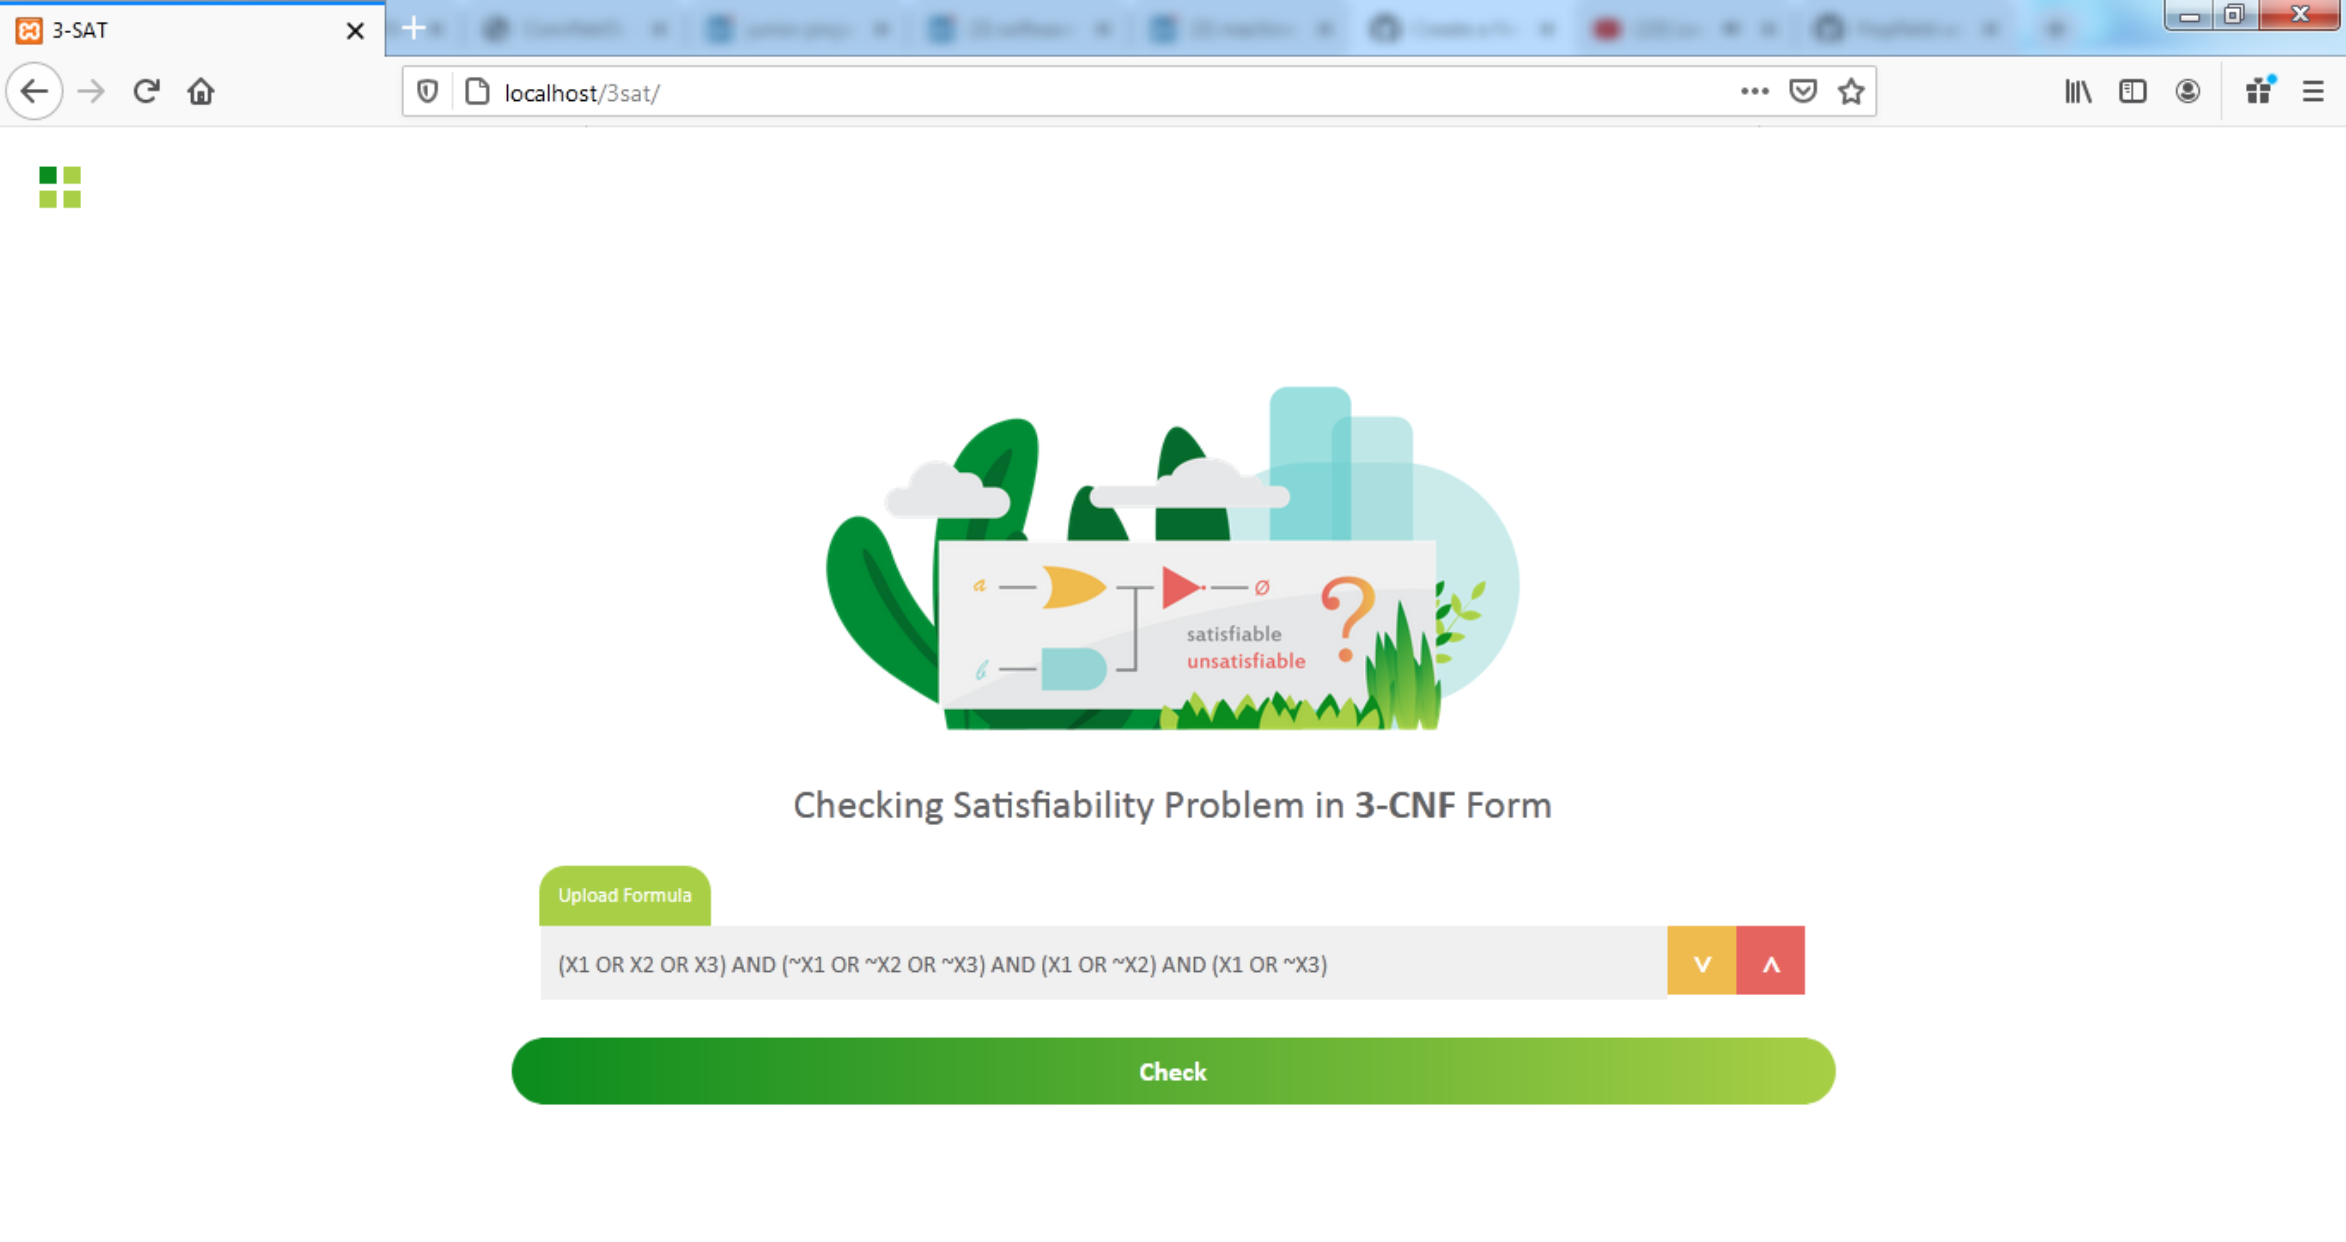 3-SAT
localhost/3sat/
a
satisfiable
unsatisfiable
?
b
Checking Satisfiability Problem in 3-CNF Form
Upload Formula
(X1 OR X2 OR X3) AND (~X1 OR ~X2 OR ~X3) AND (X1 OR ~X2) AND (X1 OR ~X3)
Check